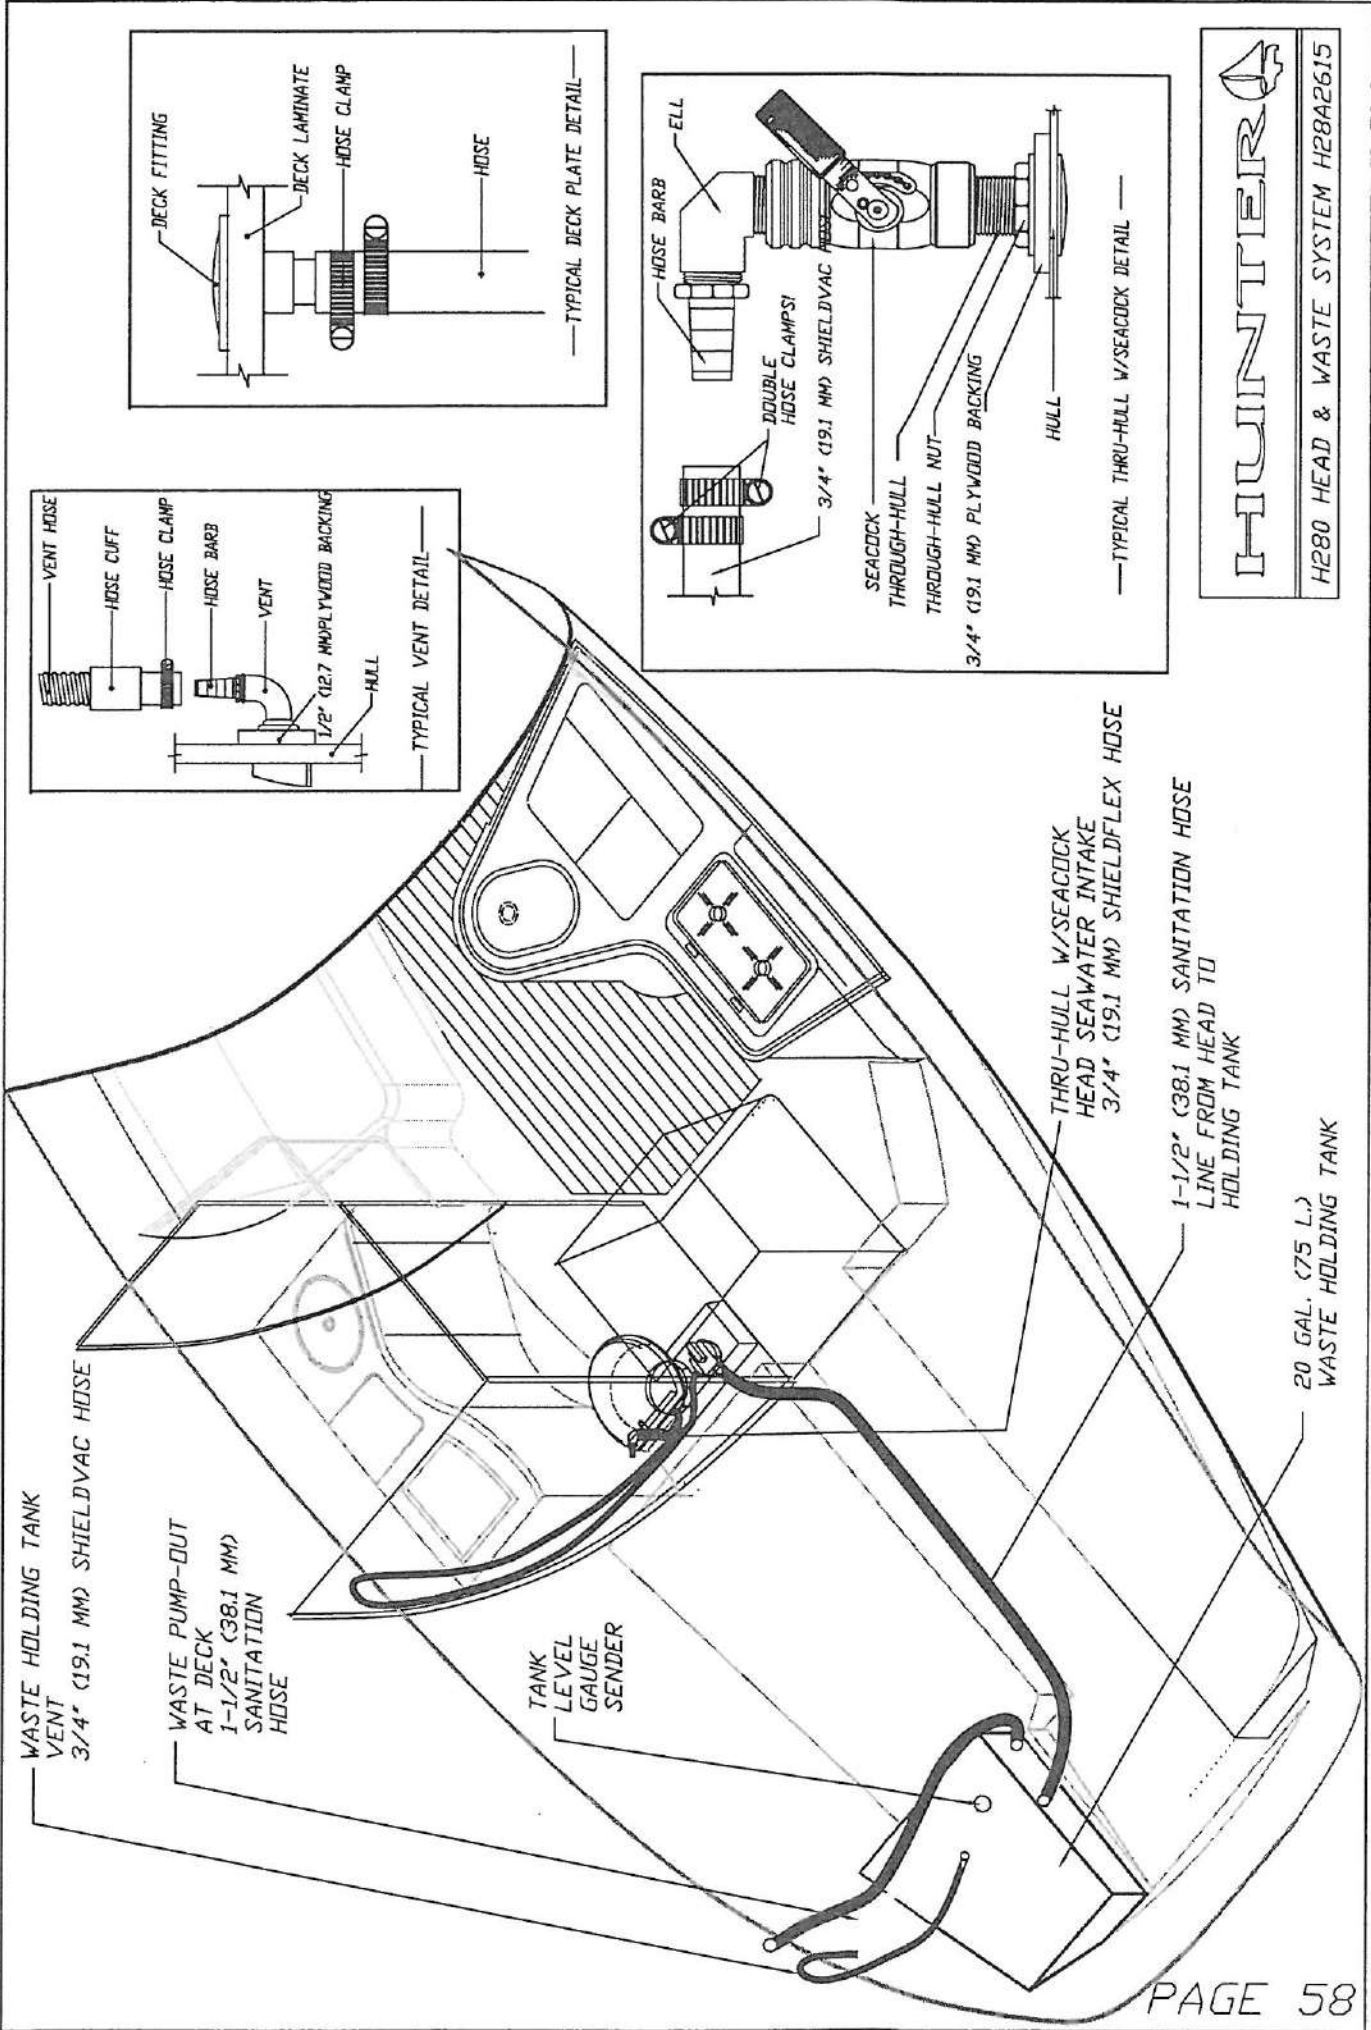 WASTE HOLDING TANK
VENT
3/4" (19.1 MM) SHIELDVAC HOSE
WASTE PUMP-OUT
AT DECK
1-1/2" (38.1 MM)
SANITATION
HOSE
TANK
LEVEL
GAUGE
SENDER
VENT HOSE
HOSE CUFF
HOSE CLAMP
HOSE BARB
VENT
1/2" (12.7 MM)PLYWOOD BACKING
HULL
TYPICAL VENT DETAIL
DECK FITTING
DECK LAMINATE
HOSE CLAMP
HOSE
TYPICAL DECK PLATE DETAIL
HOSE BARB
ELL
DOUBLE
HOSE CLAMPS!
3/4" (19.1 MM) SHIELDVAC
SEACOCK
THROUGH-HULL
THROUGH-HULL NUT
3/4" (19.1 MM) PLYWOOD BACKING
HULL
TYPICAL THRU-HULL W/SEACOCK DETAIL
THRU-HULL W/SEACOCK
HEAD SEAWATER INTAKE
3/4" (19.1 MM) SHIELDFLEX HOSE
1-1/2" (38.1 MM) SANITATION HOSE
LINE FROM HEAD TO
HOLDING TANK
20 GAL. (75 L.)
WASTE HOLDING TANK
HUNTER
H280 HEAD & WASTE SYSTEM H28A2615
PAGE 58